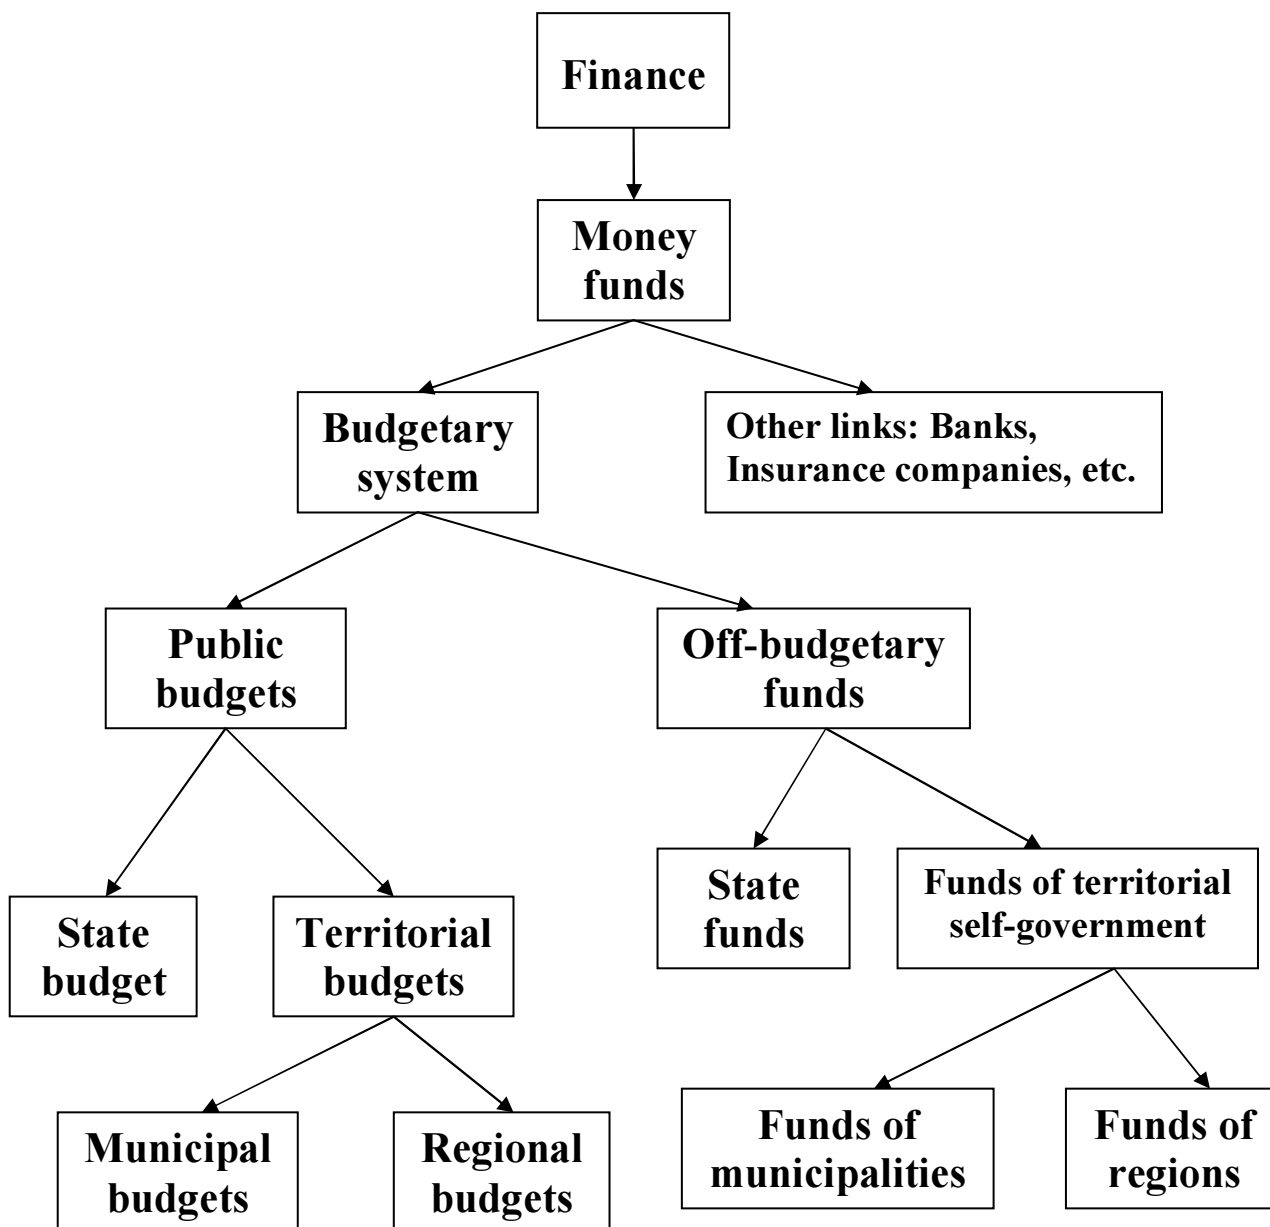 Finance
Money
funds
Budgetary
system
Other links: Banks,
Insurance companies, etc.
Public
budgets
Off-budgetary
funds
State
budget
Territorial
budgets
State
funds
Funds of territorial
self-government
Municipal
budgets
Regional
budgets
Funds of
municipalities
Funds of
regions